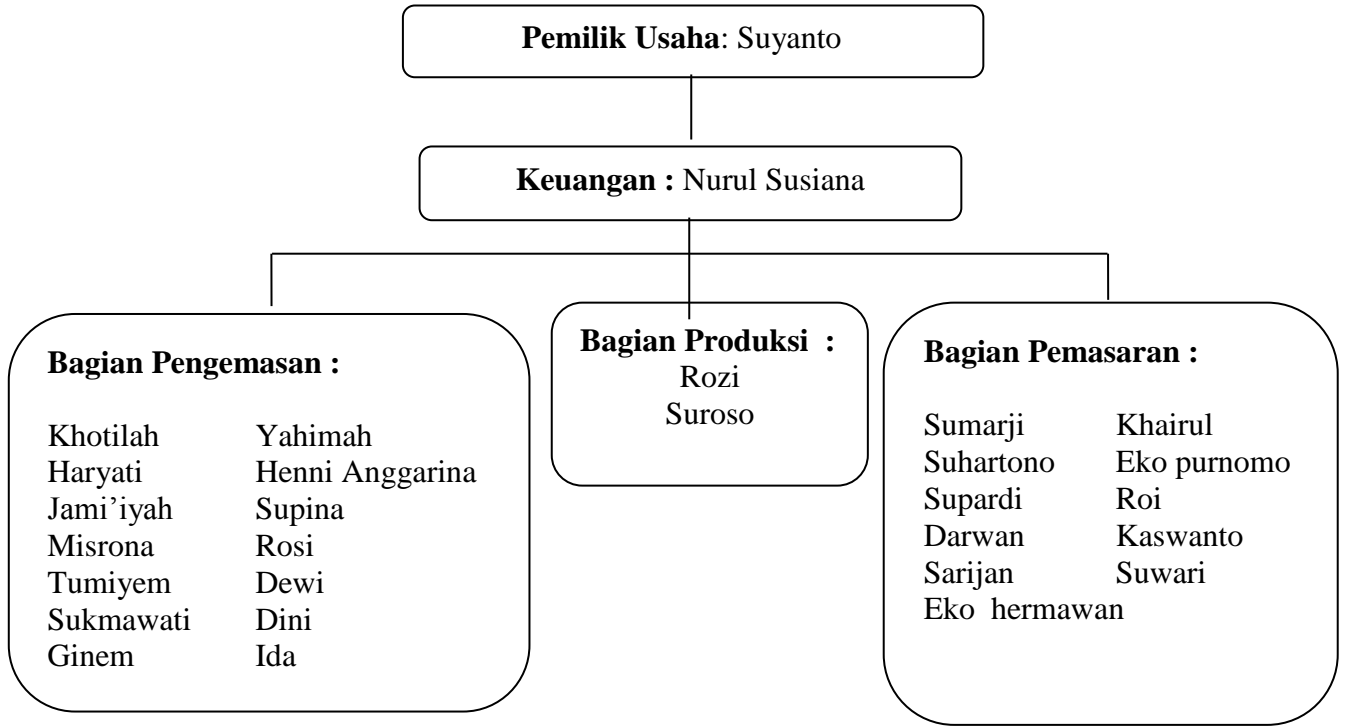 Pemilik Usaha: Suyanto
Keuangan : Nurul Susiana
Bagian Pengemasan :
Khotilah Yahimah
Haryati Henni Anggarina
Jami’iyah Supina
Misrona Rosi
Tumiyem Dewi
Sukmawati Dini
Ginem Ida
Bagian Produksi :
Rozi
Suroso
Bagian Pemasaran :
Sumarji Khairul
Suhartono Eko purnomo
Supardi Roi
Darwan Kaswanto
Sarijan Suwari
Eko hermawan